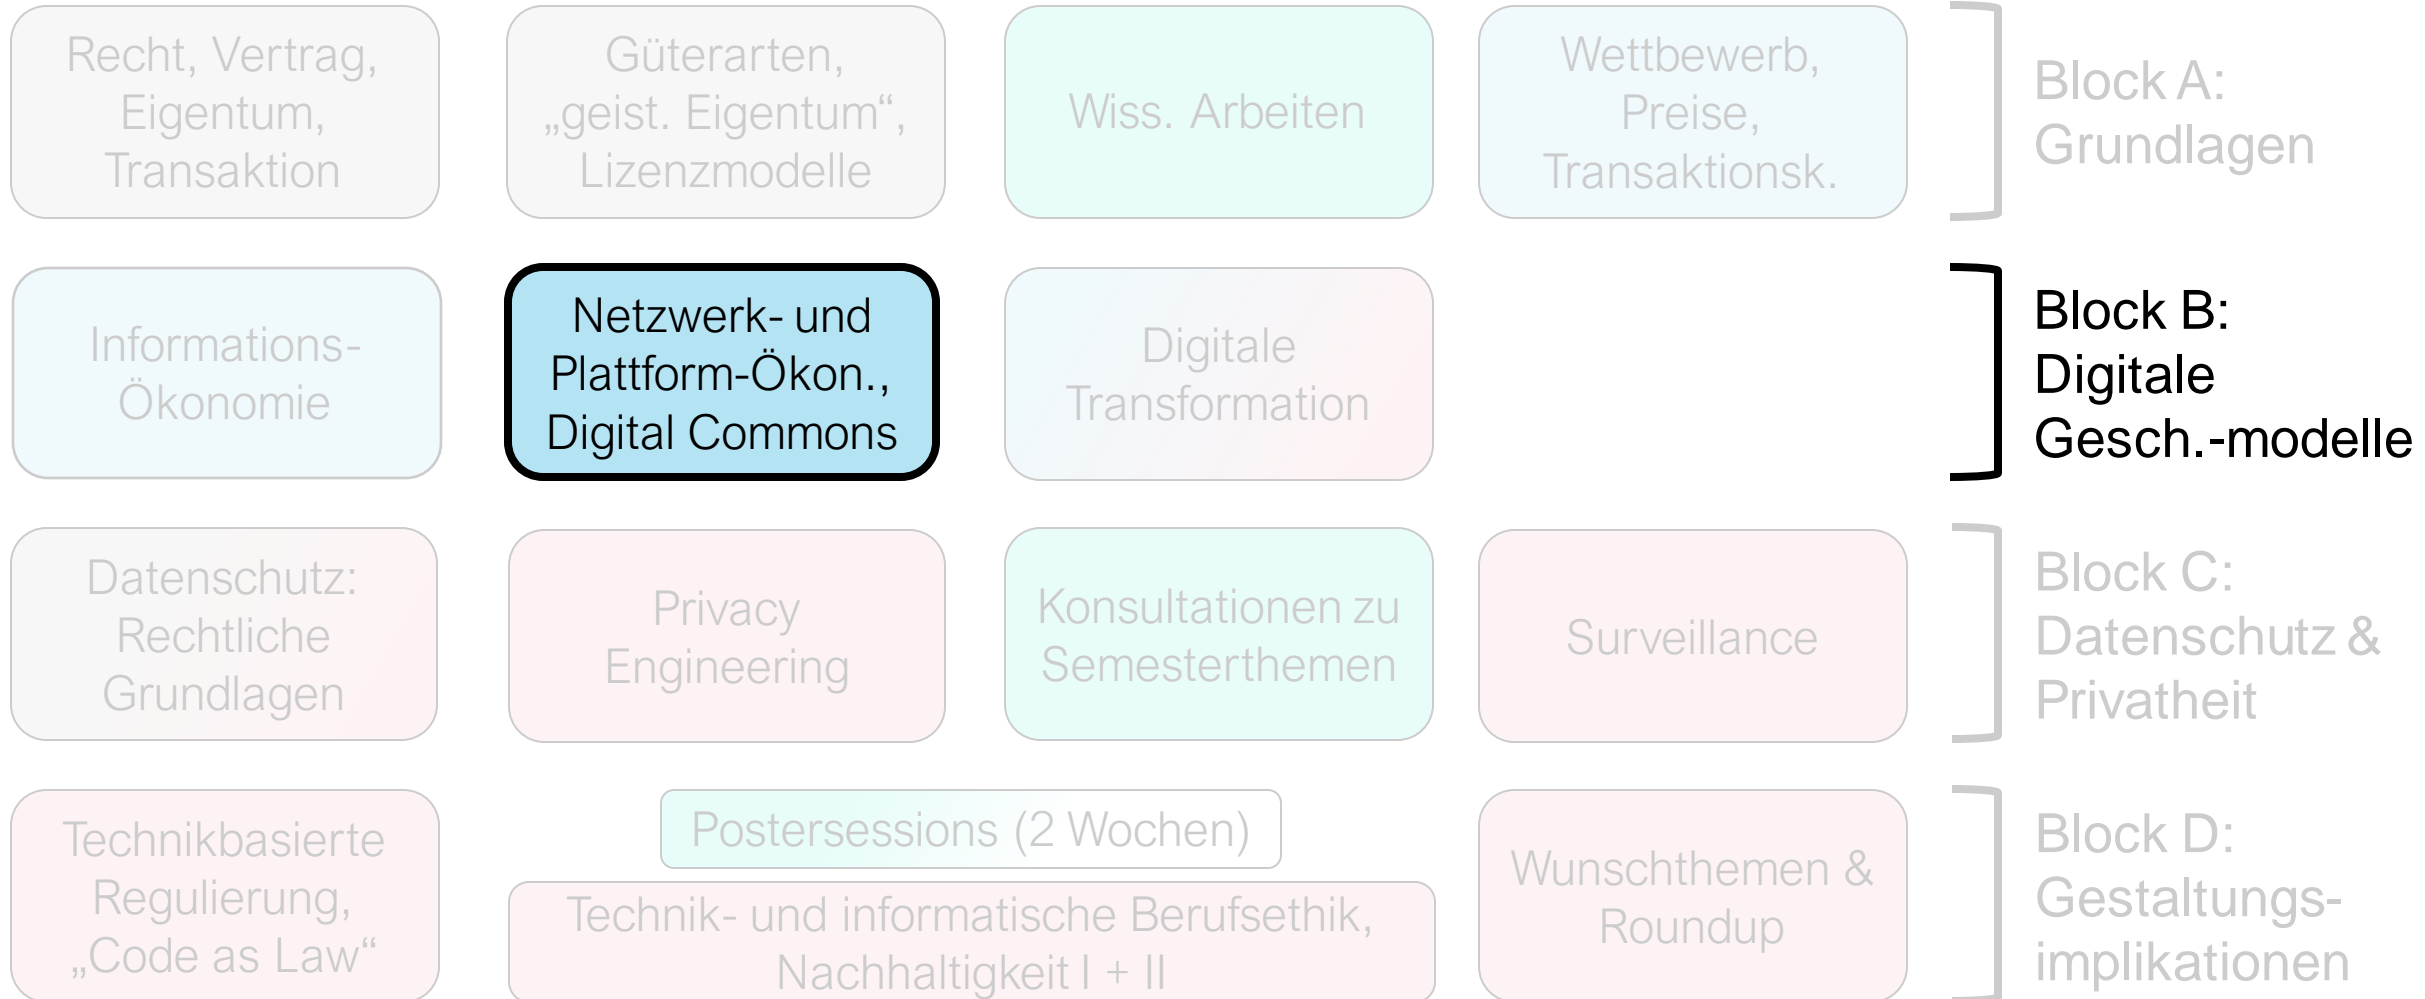 Recht, Vertrag,
Eigentum,
Transaktion
Güterarten,
„geist. Eigentum“,
Lizenzmodelle
Wiss. Arbeiten
Wettbewerb,
Preise,
Transaktionsk.
Block A:
Grundlagen
Informations-
Ökonomie
Netzwerk- und
Plattform-Ökon.,
Digital Commons
Digitale
Transformation
Block B:
Digitale
Gesch.-modelle
Datenschutz:
Rechtliche
Grundlagen
Privacy
Engineering
Konsultationen zu
Semesterthemen
Surveillance
Block C:
Datenschutz &
Privatheit
Technikbasierte
Regulierung,
„Code as Law“
Postersessions (2 Wochen)
Technik- und informatische Berufsethik,
Nachhaltigkeit I + II
Wunschthemen &
Roundup
Block D:
Gestaltungs-
implikationen